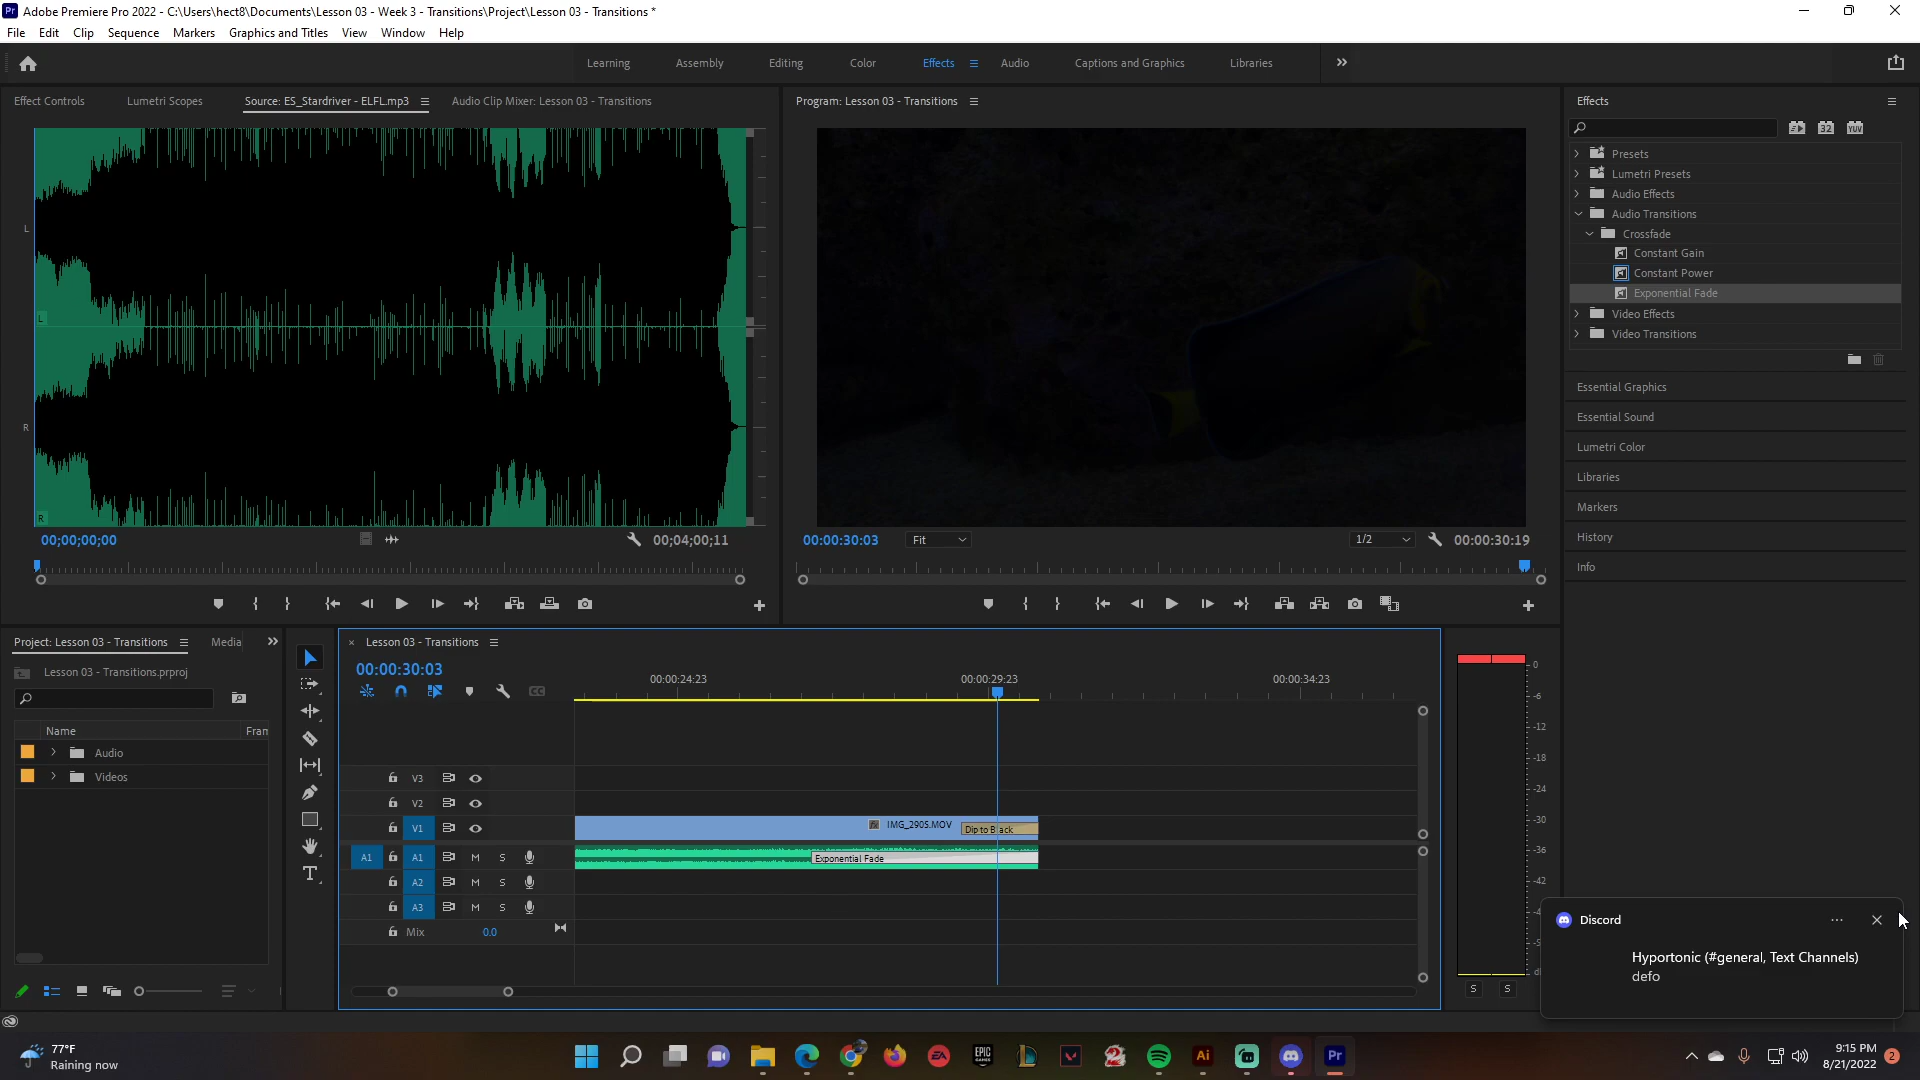 Adobe Premiere Pro 2022 - C:\Users\hect8\Documents\Lesson 03 - Week 3 - Transitions\Project\Lesson 03 - Transitions *
File Edit Clip Sequence Markers Graphics and Titles View Window Help
Learning Assembly Editing Color Effects Audio Captions and Graphics Libraries
Effect Controls Lumetri Scopes Source: ES_Stardriver - ELFL.mp3 Audio Clip Mixer: Lesson 03 - Transitions
Program: Lesson 03 - Transitions
Effects
Presets
Lumetri Presets
Audio Effects
Audio Transitions
Crossfade
Constant Gain
Constant Power
Exponential Fade
Video Effects
Video Transitions
Essential Graphics
Essential Sound
Lumetri Color
Libraries
Markers
History
Info
L
L
R
R
00;00;00;00
00;04;00;11
00:00:30:03
Fit
1/2
00:00:30:19
Project: Lesson 03 - Transitions Media
Lesson 03 - Transitions.prproj
Name Fran
Audio
Videos
Lesson 03 - Transitions
00:00:30:03
00:00:24:23 00:00:29:23 00:00:34:23
V3
V2
V1 IMG_2905.MOV Dip to Black
A1 A1 M S Exponential Fade
A2 M S
A3 M S
Mix 0.0
0
-6
-12
-18
-24
-30
-36
-42
S S
Discord
Hyportonic (#general, Text Channels)
defo
77°F
Raining now
9:15 PM
8/21/2022
2